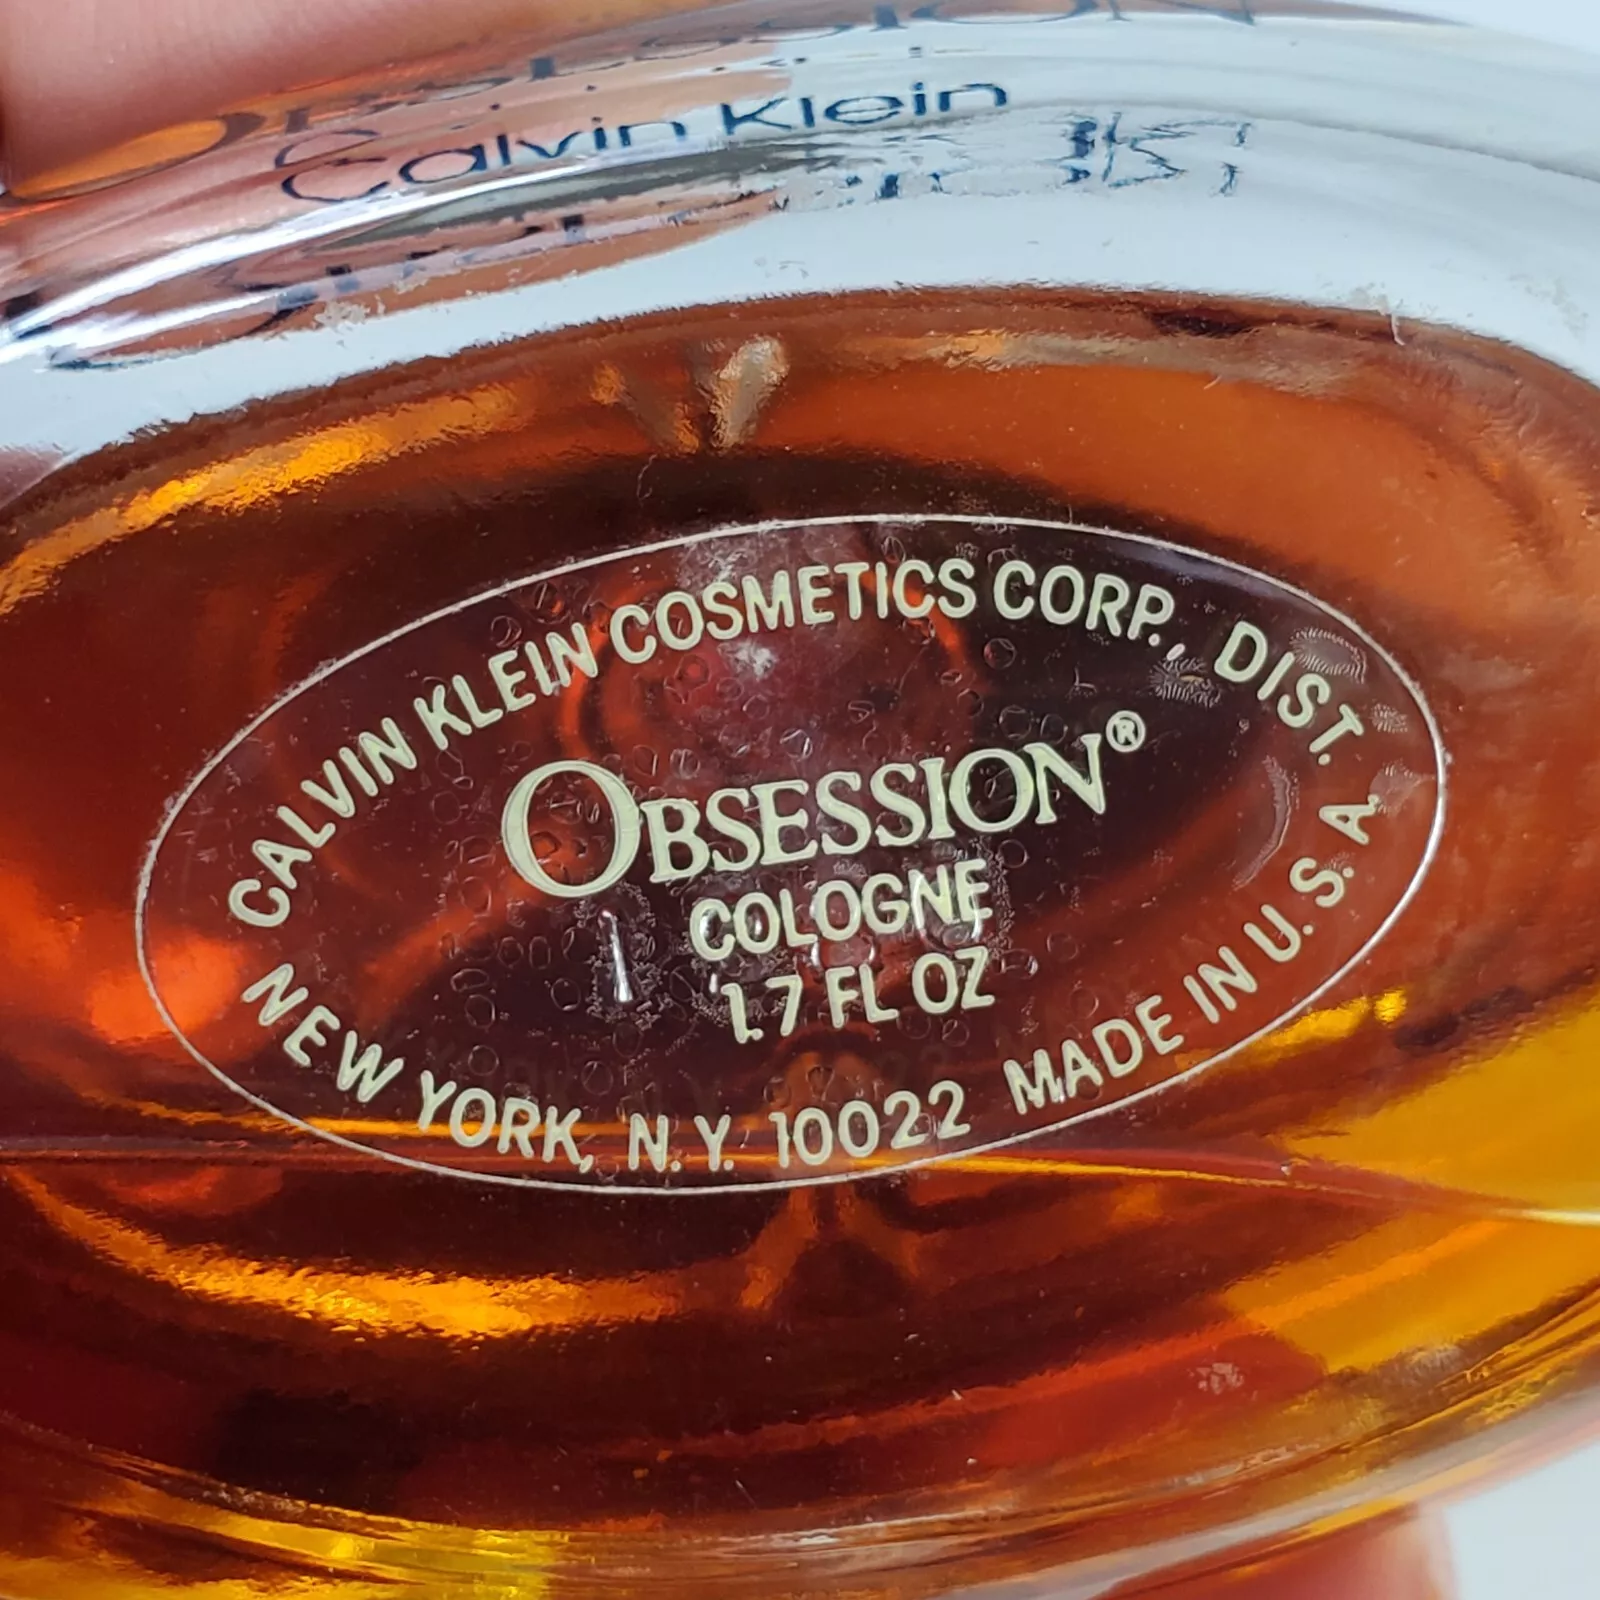 Calvin Klein
CALVIN KLEIN COSMETICS CORP., DIST.
OBSESSION®
COLOGNE
1.7 FL OZ
NEW YORK, N.Y. 10022 MADE IN U.S.A.